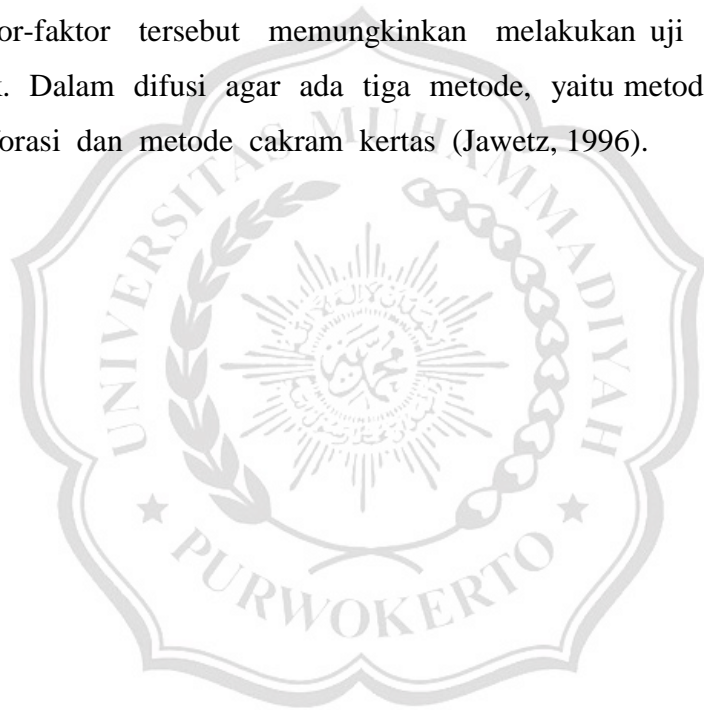 or-faktor tersebut memungkinkan melakukan uji
. Dalam difusi agar ada tiga metode, yaitu metod
orasi dan metode cakram kertas (Jawetz, 1996).
UNIVERSITAS MUHAMMADIYAH
PURWOKERTO